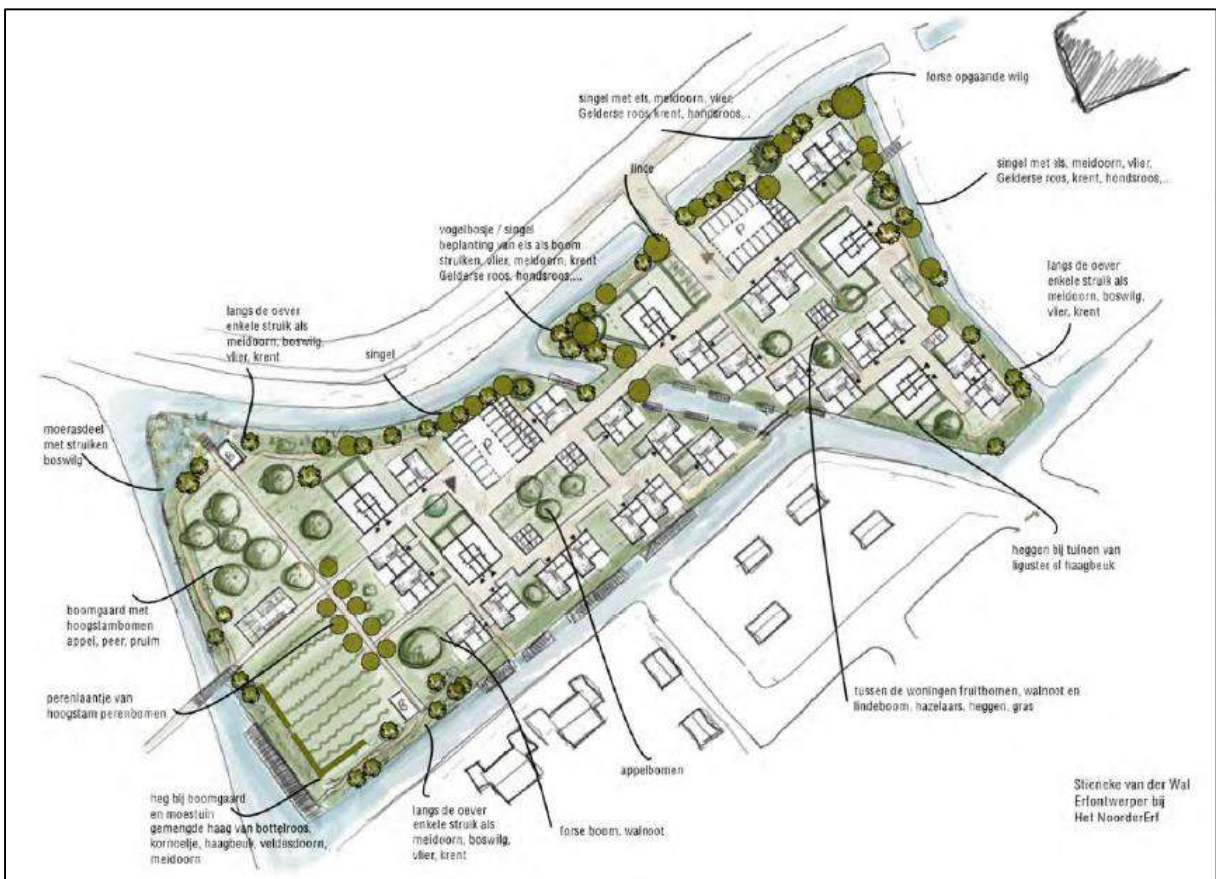 forse opgaande wilg
singel met els, meidoorn, vlier,
Gelderse roos, krent, hondsroos,...
linde
singel met els, meidoorn, vlier,
Gelderse roos, krent, hondsroos,...
vogelbosje / singel
beplanting van els als boom
struiken, vlier, meidoorn, krent
Gelderse roos, hondsroos,...
langs de oever
enkele struik als
meidoorn, boswilg,
vlier, krent
langs de oever
enkele struik als
meidoorn, boswilg,
vlier, krent
singel
P
moerasdeel
met struiken
boswilg
P
heggen bij tuinen van
liguster of haagbeuk
boomgaard met
hoogstambomen
appel, peer, pruim
perenlaantje van
hoogstam perenbomen
tussen de woningen fruitbomen, walnoot en
lindeboom, hazelaars, heggen, gras
appelbomen
heg bij boomgaard
en moestuin
gemengde haag van bottelroos,
kornoelje, haagbeuk, veldesdoorn,
meidoorn
langs de oever
enkele struik als
meidoorn, boswilg,
vlier, krent
forse boom, walnoot
Stieneke van der Wal
Erfontwerper bij
Het NoorderErf